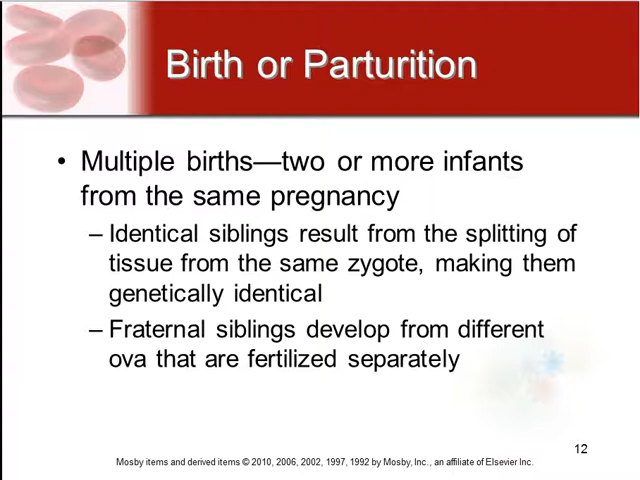 Birth or Parturition
• Multiple births—two or more infants
from the same pregnancy
– Identical siblings result from the splitting of
tissue from the same zygote, making them
genetically identical
– Fraternal siblings develop from different
ova that are fertilized separately
12
Mosby items and derived items © 2010, 2006, 2002, 1997, 1992 by Mosby, Inc., an affiliate of Elsevier Inc.